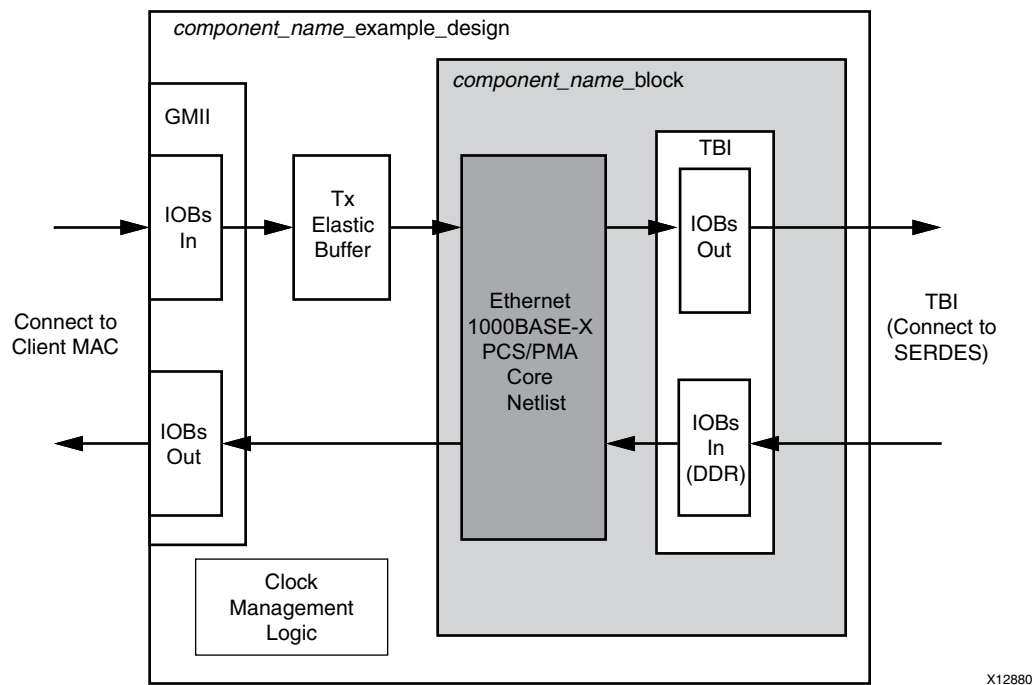 component_name_example_design
component_name_block
GMII
TBI
IOBs
In
Tx
Elastic
Buffer
IOBs
Out
Ethernet
1000BASE-X
PCS/PMA
Core
Netlist
Connect to
Client MAC
TBI
(Connect to
SERDES)
IOBs
Out
IOBs
In
(DDR)
Clock
Management
Logic
X12880